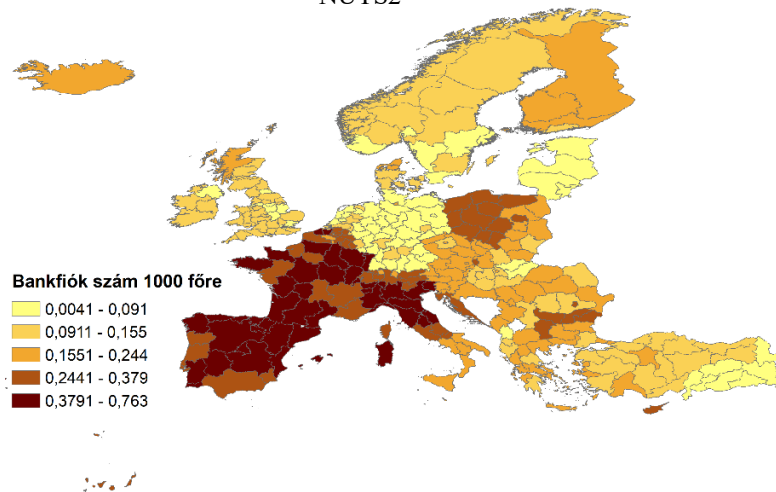 NUTS2
Bankfiók szám 1000 főre
0,0041 - 0,091
0,0911 - 0,155
0,1551 - 0,244
0,2441 - 0,379
0,3791 - 0,763